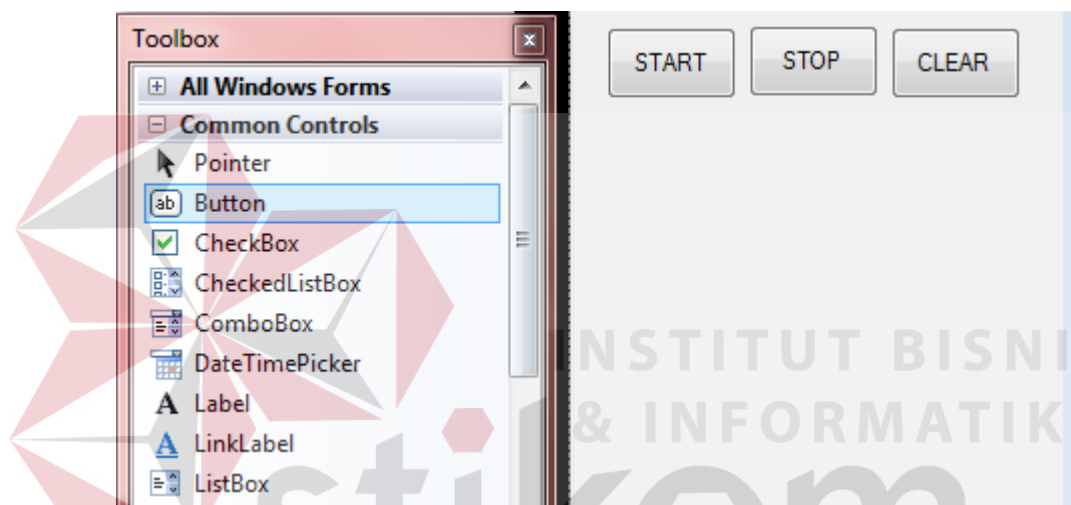 Toolbox
All Windows Forms
Common Controls
Pointer
Button
CheckBox
CheckedListBox
ComboBox
DateTimePicker
Label
LinkLabel
ListBox
START STOP CLEAR
INSTITUT BISNI
& INFORMATIK
stikom